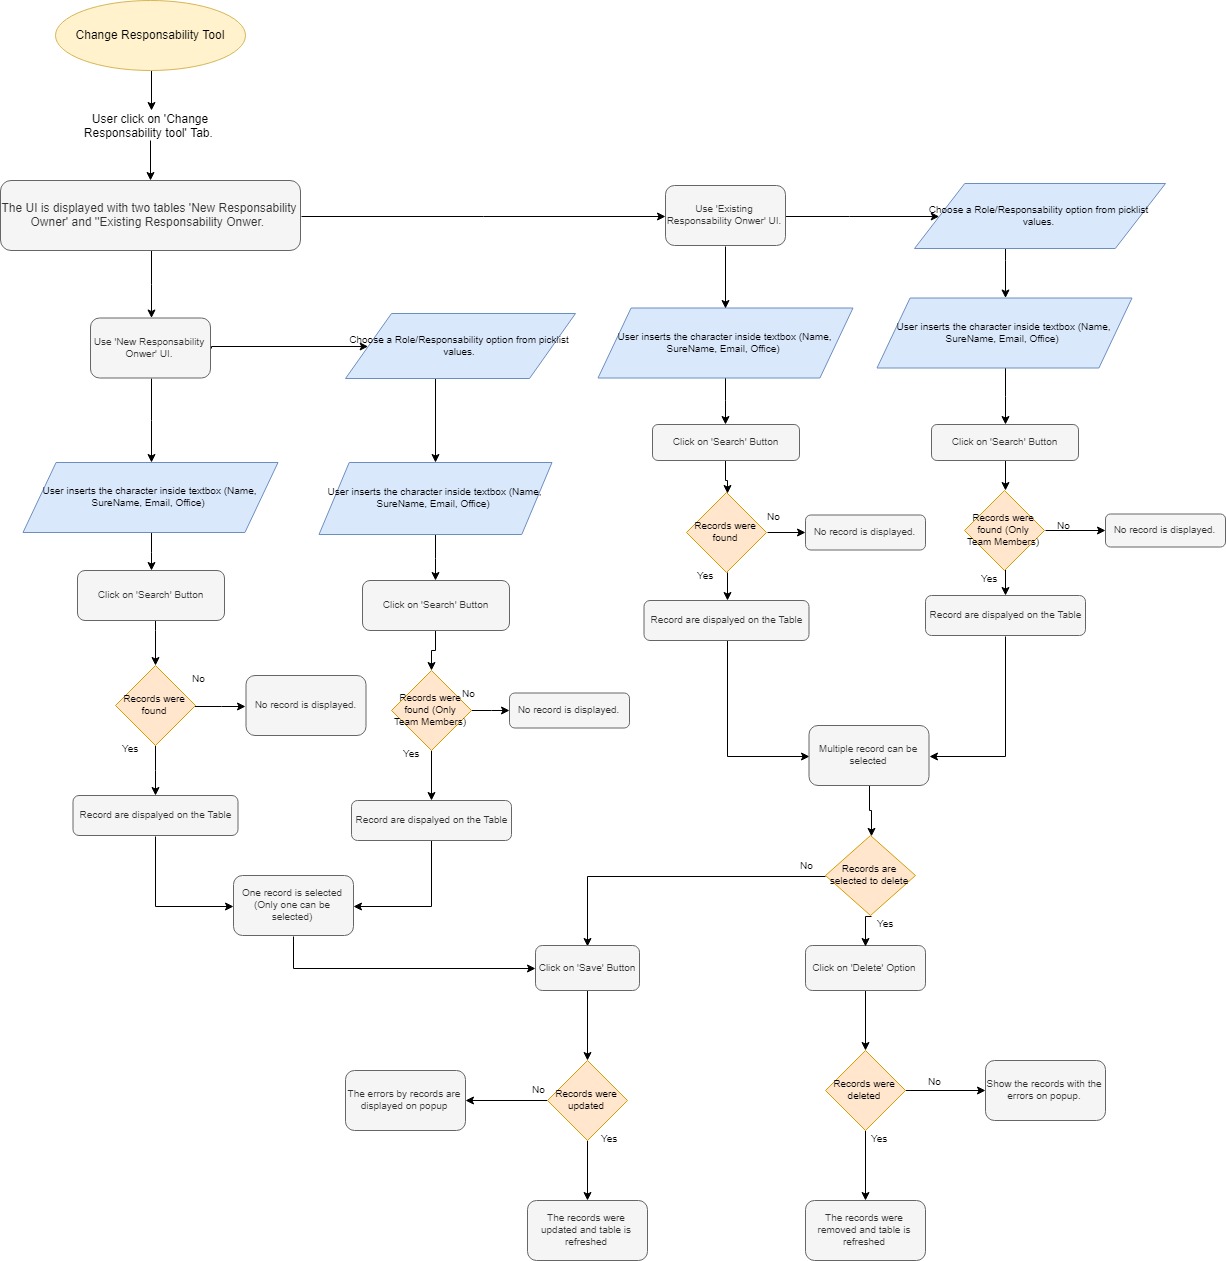 Change Responsability Tool
User click on 'Change
Responsability tool' Tab.
The UI is displayed with two tables 'New Responsability
Owner' and "Existing Responsability Onwer.
Use 'Existing
Responsability Onwer' UI.
Choose a Role/Responsability option from picklist
values.
Use 'New Responsability
Onwer' UI.
Choose a Role/Responsability option from picklist
values.
User inserts the character inside textbox (Name,
SureName, Email, Office)
User inserts the character inside textbox (Name,
SureName, Email, Office)
Click on 'Search' Button
Click on 'Search' Button
User inserts the character inside textbox (Name,
SureName, Email, Office)
User inserts the character inside textbox (Name,
SureName, Email, Office)
Records were
found
No
No record is displayed.
Yes
Records were
found (Only
Team Members)
No
No record is displayed.
Yes
Click on 'Search' Button
Click on 'Search' Button
Record are dispalyed on the Table
Record are dispalyed on the Table
Records were
found
No
No record is displayed.
Yes
Records were
found (Only
Team Members)
No
No record is displayed.
Yes
Multiple record can be
selected
Record are dispalyed on the Table
Record are dispalyed on the Table
One record is selected
(Only one can be
selected)
Records are
selected to delete
No
Yes
Click on 'Save' Button
Click on 'Delete' Option
Records were
updated
No
The errors by records are
displayed on popup
Yes
Records were
deleted
No
Show the records with the
errors on popup.
Yes
The records were
updated and table is
refreshed
The records were
removed and table is
refreshed